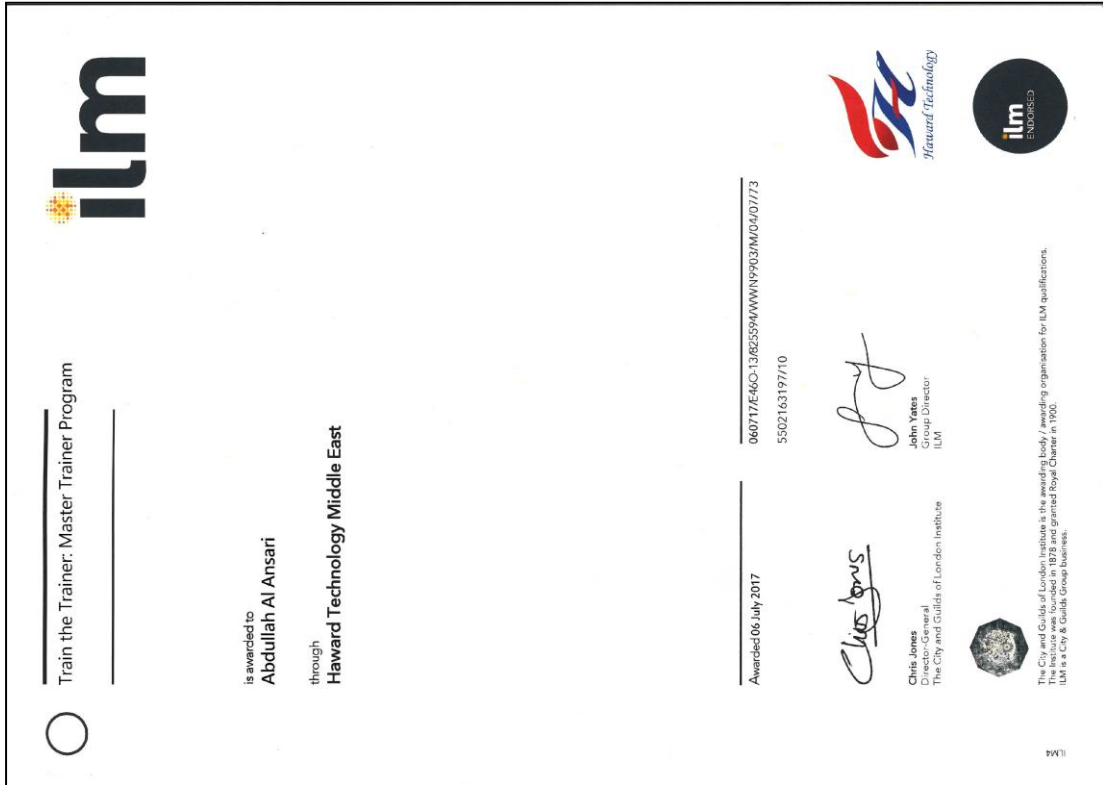 Train the Trainer: Master Trainer Program
ilm
is awarded to
Abdullah Al Ansari
through
Haward Technology Middle East
Awarded 06 July 2017
060717/E46O-13/825594/WWN9903/M/04/07/73
5502163197/10
Chris Jones
Chris Jones
Director-General
The City and Guilds of London Institute
John Yates
Group Director
ILM
Haward Technology
The City and Guilds of London Institute is the awarding body / awarding organisation for ILM qualifications.
The Institute was founded in 1878 and granted Royal Charter in 1900.
ILM is a City & Guilds Group business.
ilm
ENDORSED
ILM4